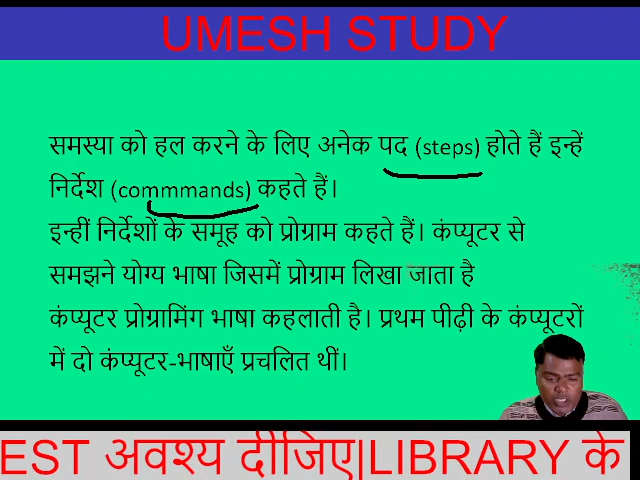 UMESH STUDY
समस्या को हल करने के लिए अनेक पद (steps) होते हैं इन्हें
निर्देश (commmands) कहते हैं।
इन्हीं निर्देशों के समूह को प्रोग्राम कहते हैं। कंप्यूटर से
समझने योग्य भाषा जिसमें प्रोग्राम लिखा जाता है
कंप्यूटर प्रोग्रामिंग भाषा कहलाती है। प्रथम पीढ़ी के कंप्यूटरों
में दो कंप्यूटर-भाषाएँ प्रचलित थीं।
EST अवश्य दीजिए|LIBRARY के